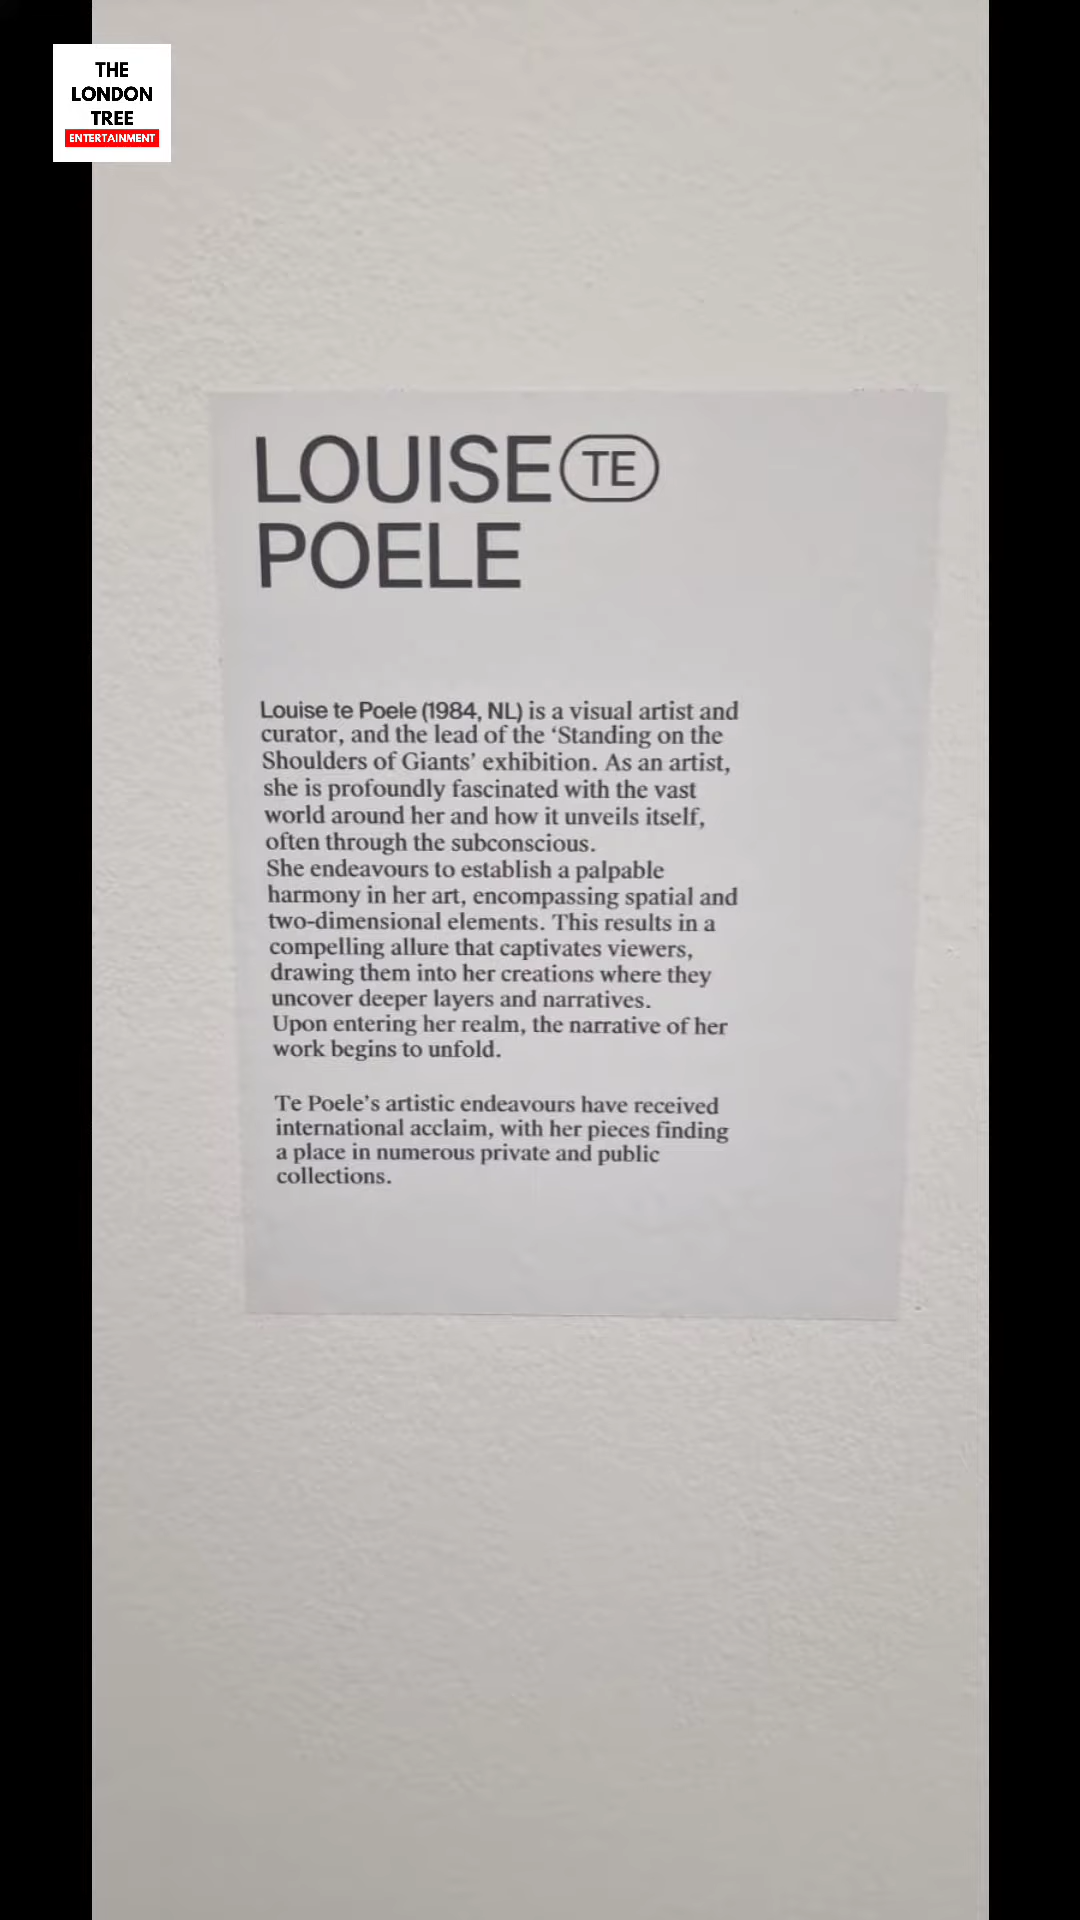 THE
LONDON
TREE
ENTERTAINMENT
LOUISE TE
POELE
Louise te Poele (1984, NL) is a visual artist and
curator, and the lead of the ‘Standing on the
Shoulders of Giants’ exhibition. As an artist,
she is profoundly fascinated with the vast
world around her and how it unveils itself,
often through the subconscious.
She endeavours to establish a palpable
harmony in her art, encompassing spatial and
two-dimensional elements. This results in a
compelling allure that captivates viewers,
drawing them into her creations where they
uncover deeper layers and narratives.
Upon entering her realm, the narrative of her
work begins to unfold.
Te Poele’s artistic endeavours have received
international acclaim, with her pieces finding
a place in numerous private and public
collections.